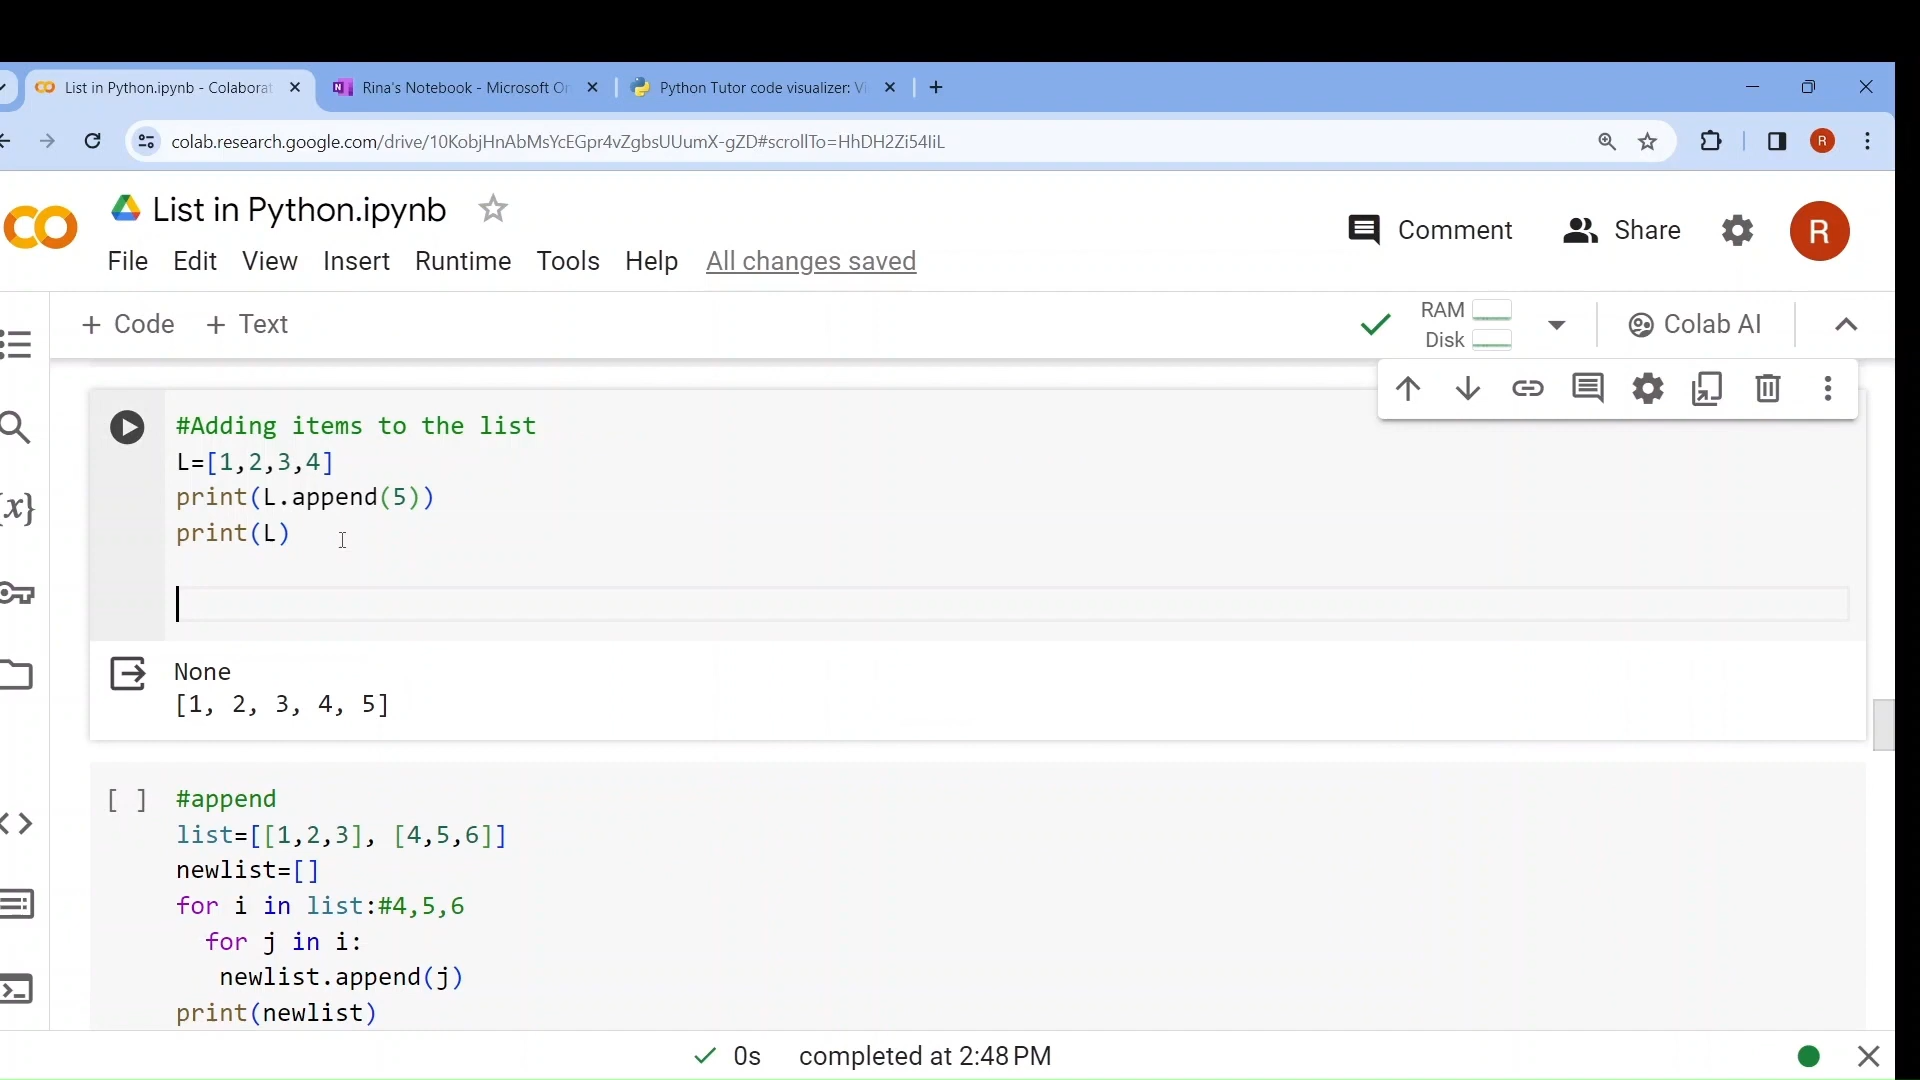 List in Python.ipynb - Colaborat
Rina's Notebook - Microsoft On
Python Tutor code visualizer: Vi
colab.research.google.com/drive/10KobjHnAbMsYcEGpr4vZgbsUUumX-gZD#scrollTo=HhDH2Zi54IiL
R
List in Python.ipynb
Comment
Share
R
File Edit View Insert Runtime Tools Help All changes saved
+ Code + Text
RAM
Disk
Colab AI
#Adding items to the list
L=[1,2,3,4]
print(L.append(5))
print(L)
{x}
None
[1, 2, 3, 4, 5]
[ ] #append
list=[[1,2,3], [4,5,6]]
newlist=[]
for i in list:#4,5,6
for j in i:
newlist.append(j)
print(newlist)
0s completed at 2:48 PM